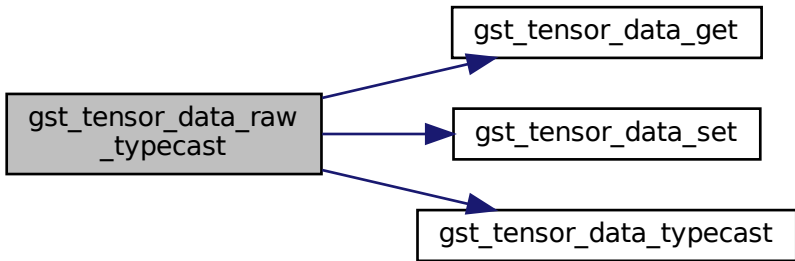 gst_tensor_data_raw
_typecast
gst_tensor_data_get
gst_tensor_data_set
gst_tensor_data_typecast